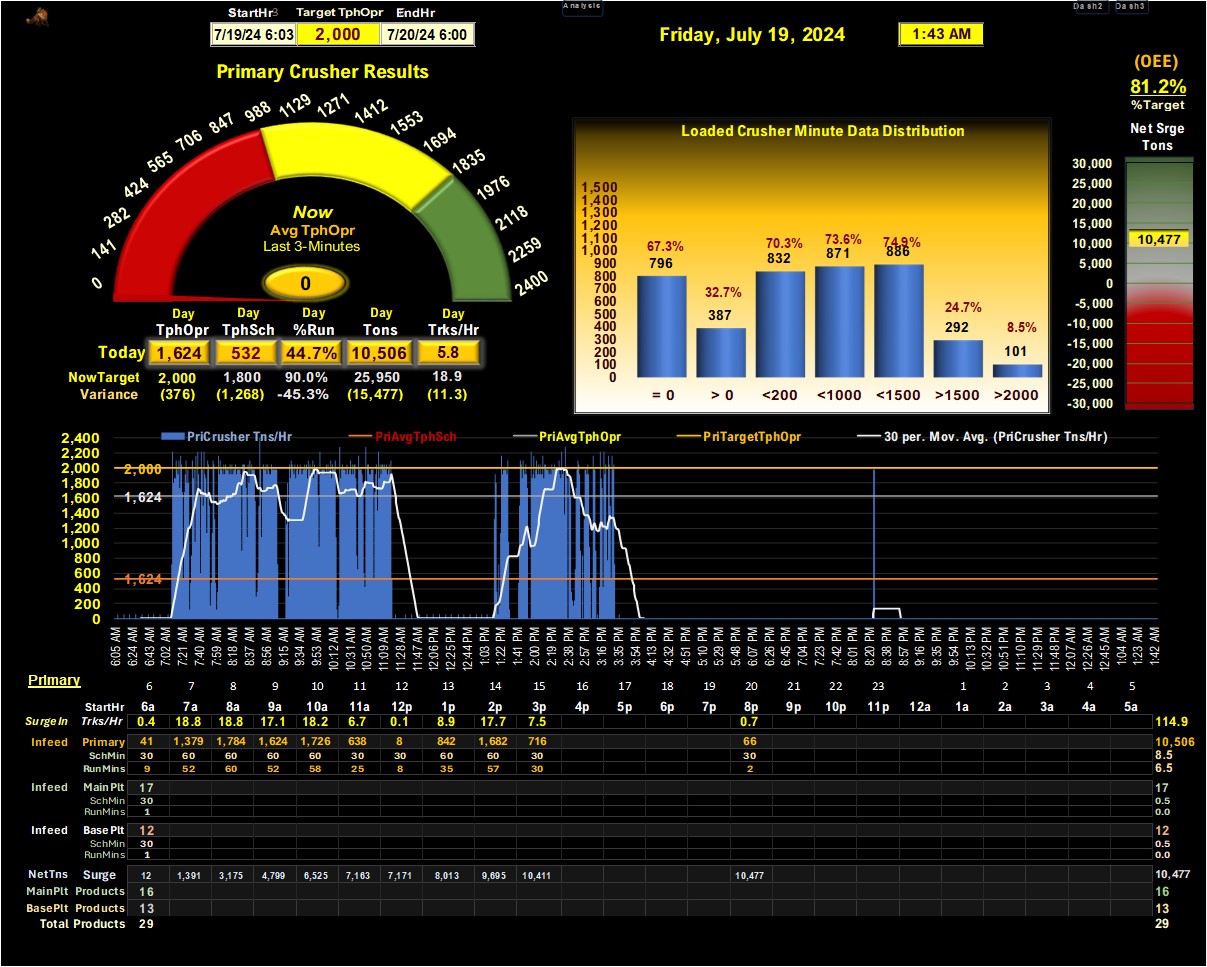 Analysis
Dash2 Dash3
StartHr3 Target TphOpr EndHr
7/19/24 6:03 2,000 7/20/24 6:00
Friday, July 19, 2024 1:43 AM
(OEE)
81.2%
%Target
Net Srge
Tons
30,000
25,000
20,000
15,000
10,477
10,000
5,000
0
-5,000
-10,000
-15,000
-20,000
-25,000
-30,000
Primary Crusher Results
0 141 282 424 565 706 847 988 1129 1271 1412 1553 1694 1835 1976 2118 2259 2400
Now
Avg TphOpr
Last 3-Minutes
0
Day Day Day Day Day
TphOpr TphSch %Run Tons Trks/Hr
Today 1,624 532 44.7% 10,506 5.8
NowTarget 2,000 1,800 90.0% 25,950 18.9
Variance (376) (1,268) -45.3% (15,477) (11.3)
Loaded Crusher Minute Data Distribution
1,500
1,400
1,300
1,200
1,100
1,000
900
800
700
600
500
400
300
200
100
0
67.3% 32.7% 70.3% 73.6% 74.9% 24.7% 8.5%
796 387 832 871 886 292 101
= 0 > 0 <200 <1000 <1500 >1500 >2000
PriCrusher Tns/Hr PriAvgTphSch PriAvgTphOpr PriTargetTphOpr 30 per. Mov. Avg. (PriCrusher Tns/Hr)
2,400
2,200
2,000
1,800
1,600
1,400
1,200
1,000
800
600
400
200
0
2,000
1,624
1,624
6:05 AM 6:24 AM 6:43 AM 7:02 AM 7:21 AM 7:40 AM 7:59 AM 8:18 AM 8:37 AM 8:56 AM 9:15 AM 9:34 AM 9:53 AM 10:12 AM 10:31 AM 10:50 AM 11:09 AM 11:28 AM 11:47 AM 12:06 PM 12:25 PM 12:44 PM 1:03 PM 1:22 PM 1:41 PM 2:00 PM 2:19 PM 2:38 PM 2:57 PM 3:16 PM 3:35 PM 3:54 PM 4:13 PM 4:32 PM 4:51 PM 5:10 PM 5:29 PM 5:48 PM 6:07 PM 6:26 PM 6:45 PM 7:04 PM 7:23 PM 7:42 PM 8:01 PM 8:20 PM 8:38 PM 8:57 PM 9:16 PM 9:35 PM 9:54 PM 10:13 PM 10:32 PM 10:51 PM 11:10 PM 11:29 PM 11:48 PM 12:07 AM 12:26 AM 12:45 AM 1:04 AM 1:23 AM 1:42 AM
Primary
6 7 8 9 10 11 12 13 14 15 16 17 18 19 20 21 22 23 1 2 3 4 5
StartHr 6a 7a 8a 9a 10a 11a 12p 1p 2p 3p 4p 5p 6p 7p 8p 9p 10p 11p 12a 1a 2a 3a 4a 5a
SurgeIn Trks/Hr 0.4 18.8 18.8 17.1 18.2 6.7 0.1 8.9 17.7 7.5 0.7 114.9
Infeed Primary 41 1,379 1,784 1,624 1,726 638 8 842 1,682 716 66 10,506
SchMin 30 60 60 60 60 30 30 60 60 30 30 8.5
RunMins 9 52 60 52 58 25 8 35 57 30 2 6.5
Infeed MainPlt 17 17
SchMin 30 0.5
RunMins 1 0.0
Infeed BasePlt 12 12
SchMin 30 0.5
RunMins 1 0.0
NetTns Surge 12 1,391 3,175 4,799 6,525 7,163 7,171 8,013 9,695 10,411 10,477 10,477
MainPlt Products 16 16
BasePlt Products 13 13
Total Products 29 29